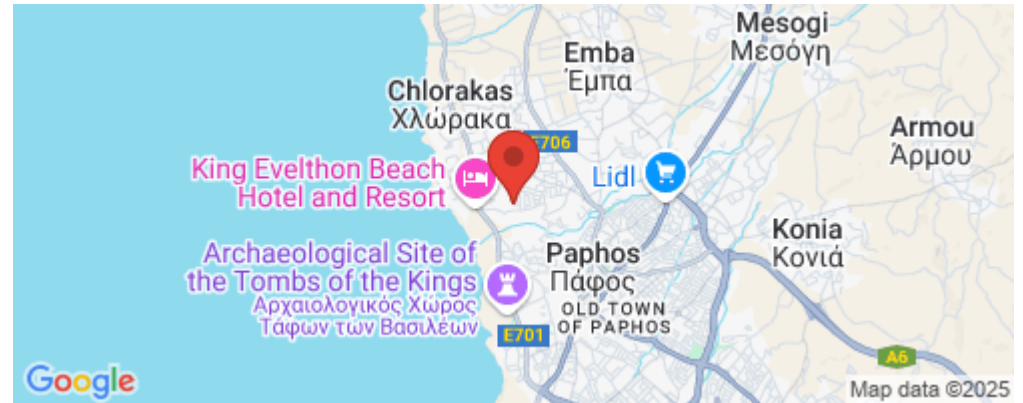 Mesogi
Μεσόγη
Emba
Έμπα
Chlorakas
Χλώρακα
Armou
Άρμου
E706
King Evelthon Beach
Hotel and Resort
Lidl
Konia
Κονιά
Archaeological Site of
the Tombs of the Kings
Αρχαιολογικός Χώρος
Τάφων των Βασιλέων
Paphos
Πάφος
OLD TOWN
OF PAPHOS
E701
A6
Google
Map data ©2025